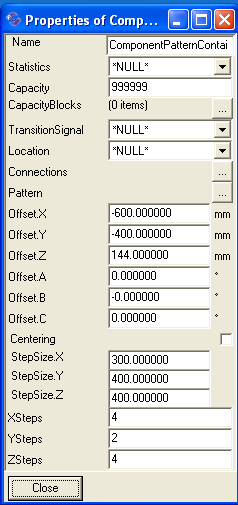 Properties of Comp...
Name ComponentPatternContai
Statistics *NULL*
Capacity 999999
CapacityBlocks (0 items) ...
TransitionSignal *NULL*
Location *NULL*
Connections ...
Pattern ...
Offset.X -600.000000 mm
Offset.Y -400.000000 mm
Offset.Z 144.000000 mm
Offset.A 0.000000 °
Offset.B -0.000000 °
Offset.C 0.000000 °
Centering
StepSize.X 300.000000
StepSize.Y 400.000000
StepSize.Z 400.000000
XSteps 4
YSteps 2
ZSteps 4
Close